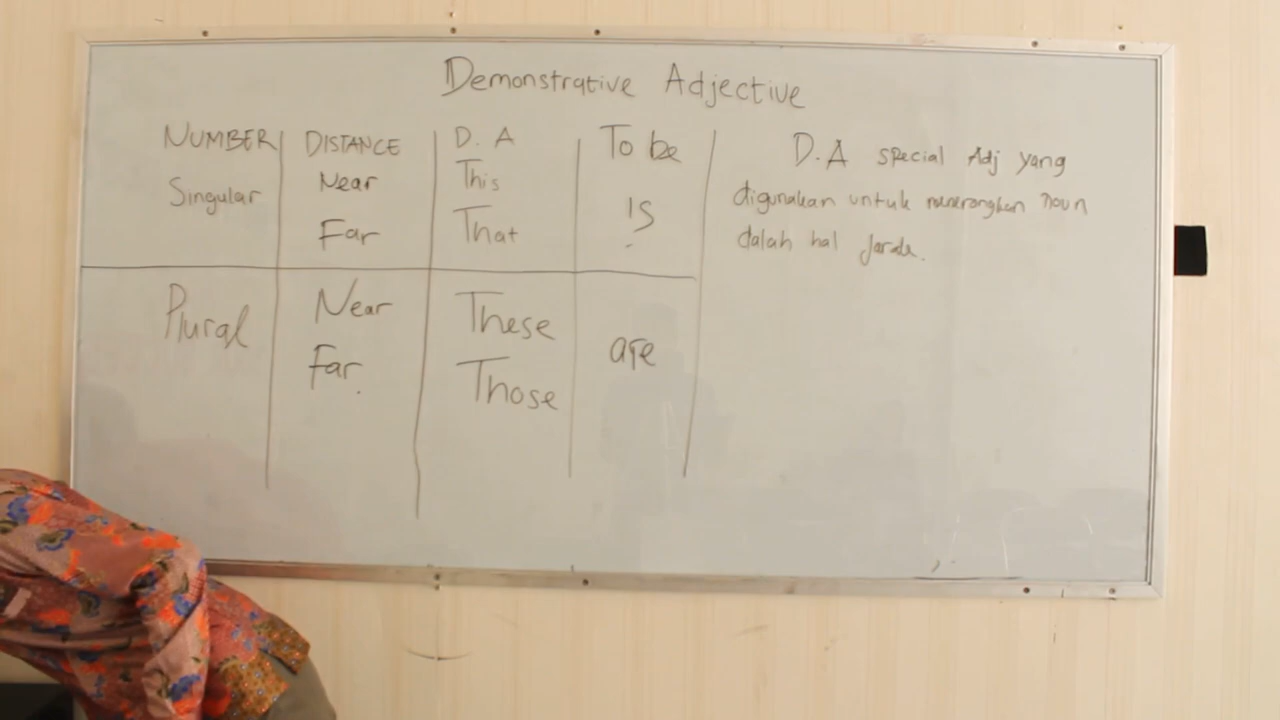 Demonstrative Adjective
NUMBER DISTANCE D. A To be
Singular Near This is
Far That
Plural Near These are
Far. Those
D.A special Adj yang
digunakan untuk menerangkan noun
dalah hal Jarak.